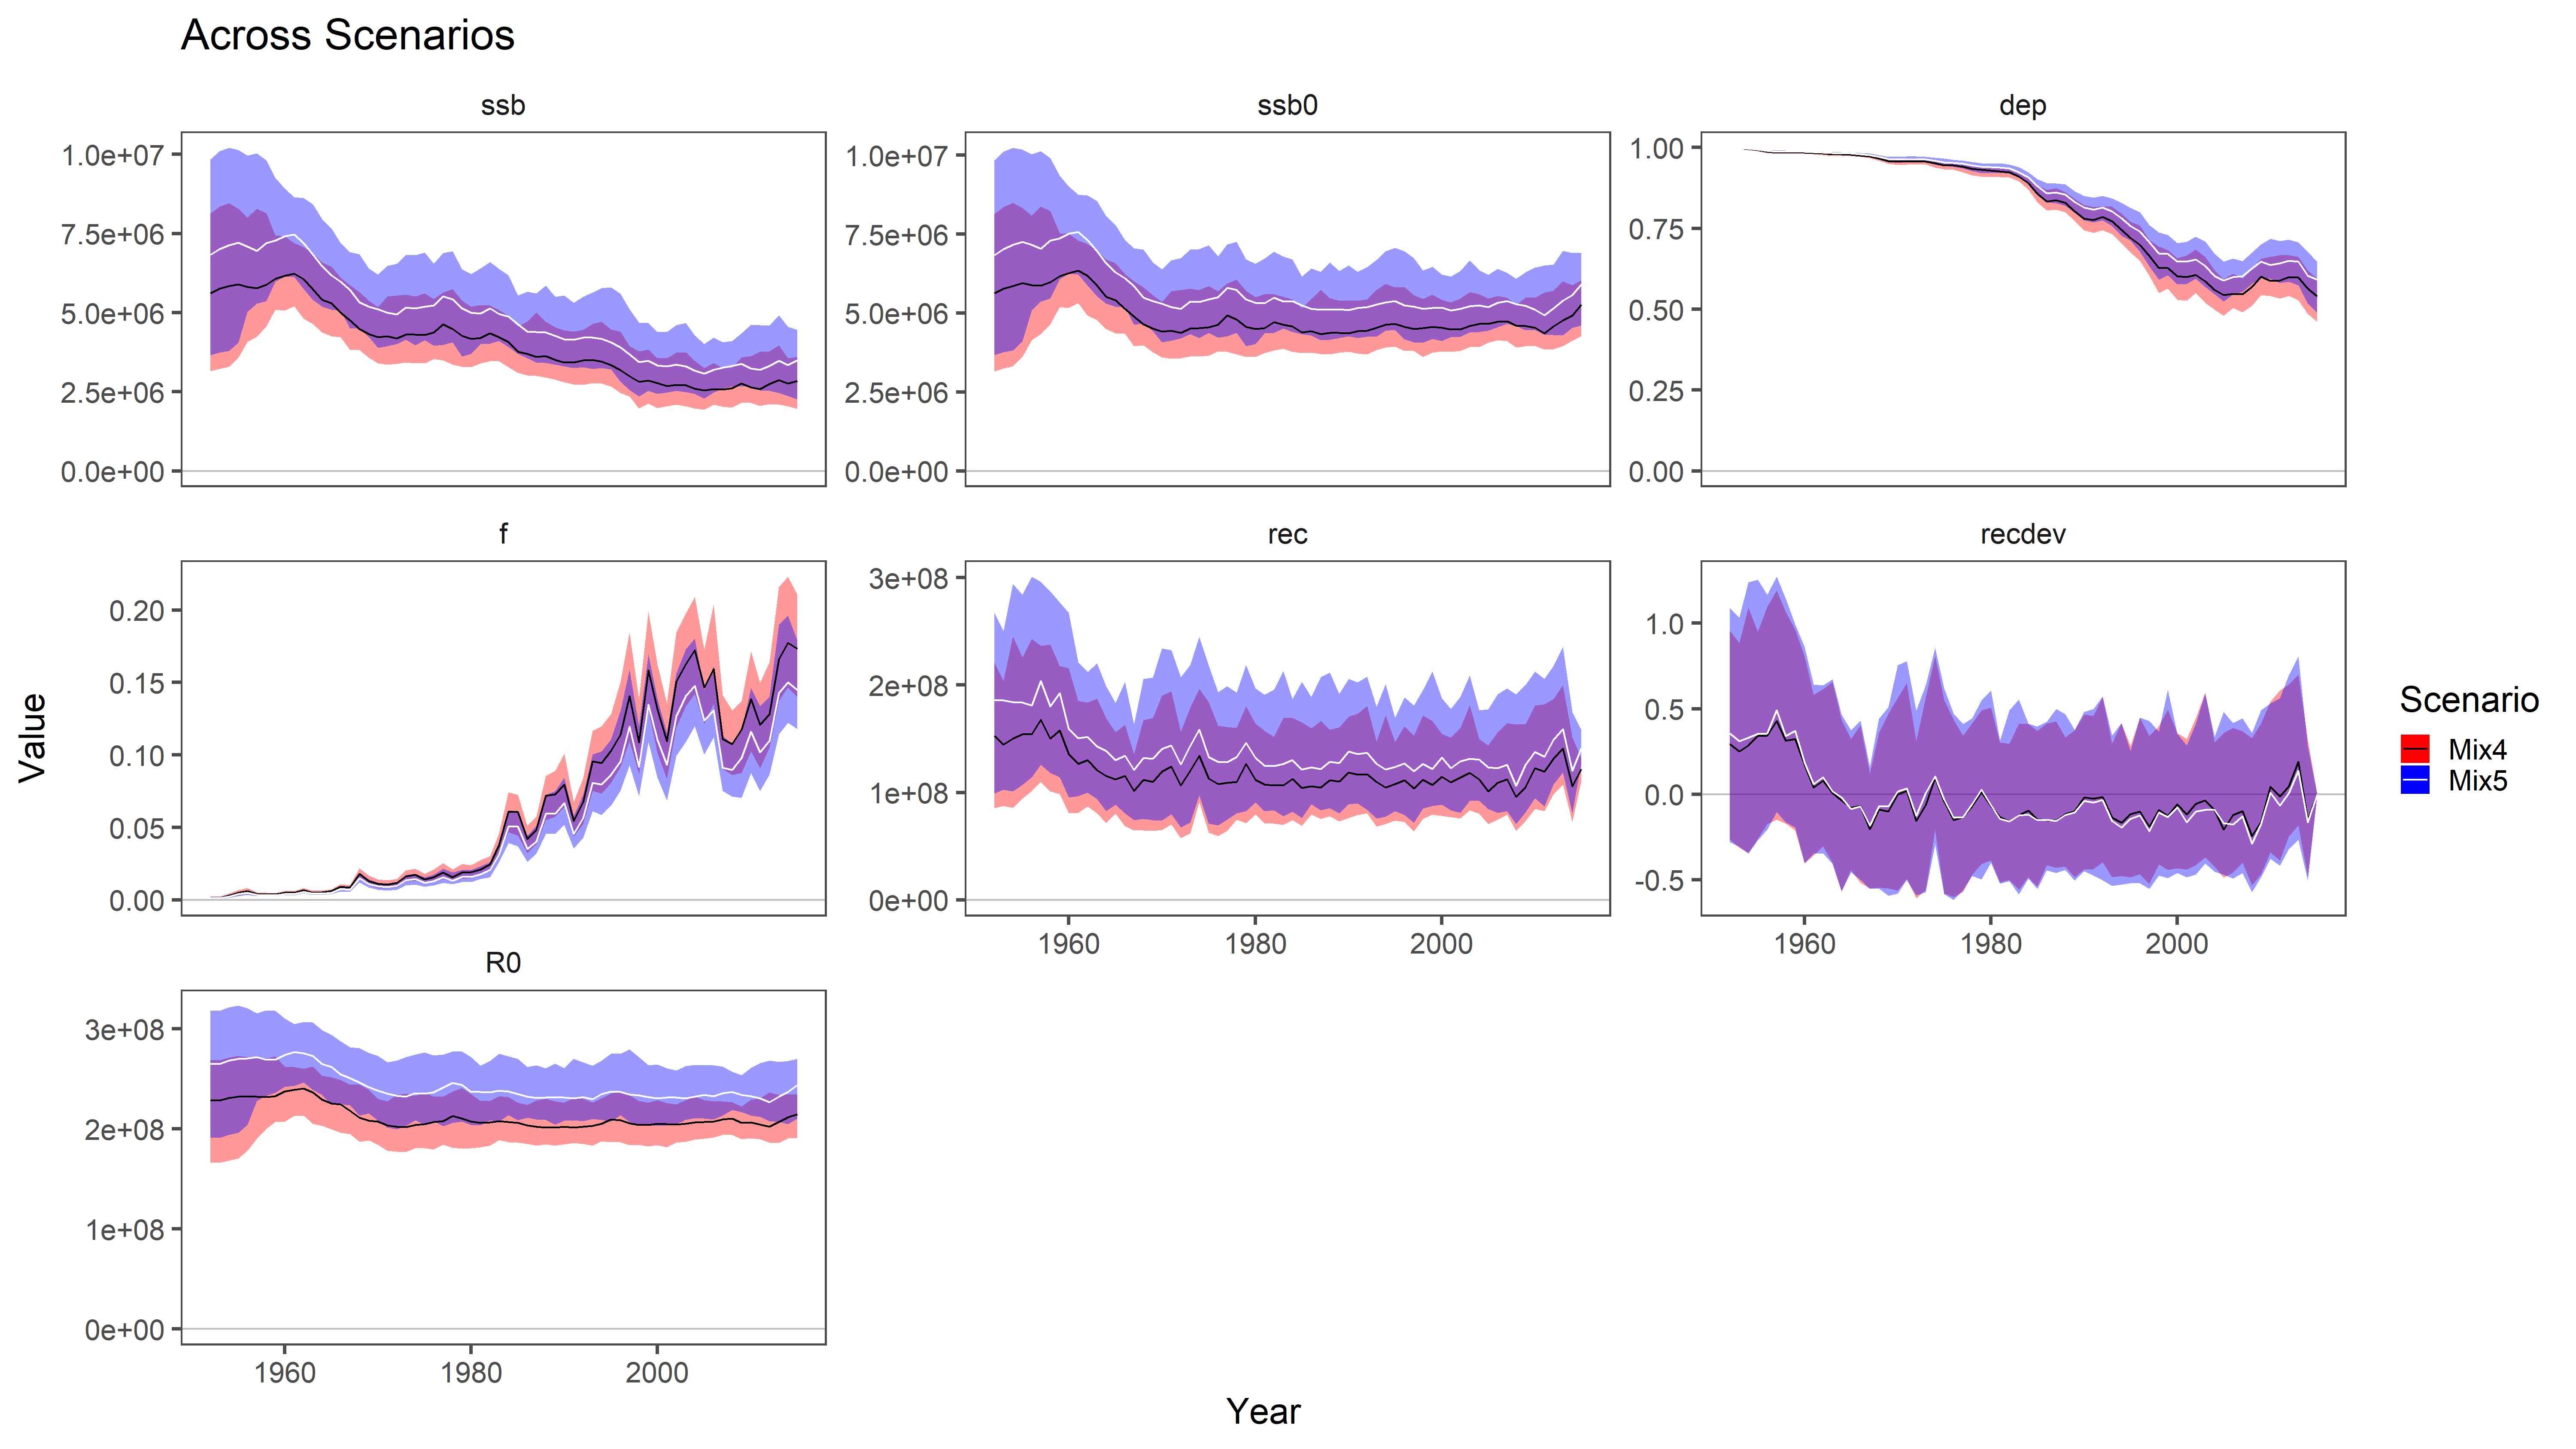 Across Scenarios
ssb
ssb0
dep
1.0e+07
7.5e+06
5.0e+06
2.5e+06
0.0e+00
1.0e+07
7.5e+06
5.0e+06
2.5e+06
0.0e+00
1.00
0.75
0.50
0.25
0.00
f
rec
recdev
0.20
0.15
0.10
0.05
0.00
3e+08
2e+08
1e+08
0e+00
1960
1980
2000
1.0
0.5
0.0
-0.5
1960
1980
2000
R0
3e+08
2e+08
1e+08
0e+00
1960
1980
2000
Value
Year
Scenario
Mix4
Mix5